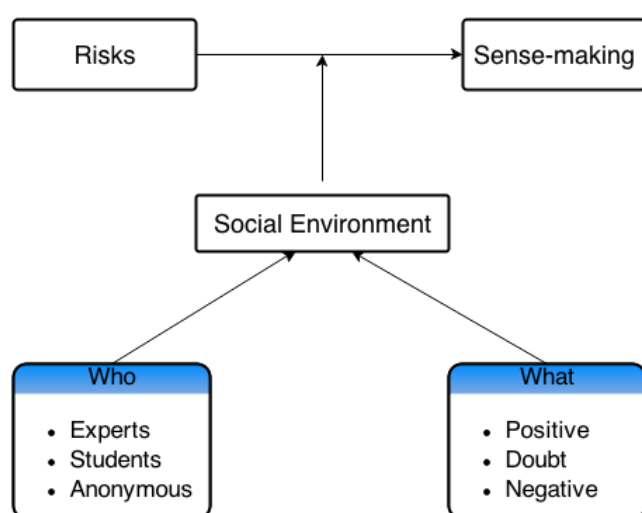 Risks
Sense-making
Social Environment
Who
• Experts
• Students
• Anonymous
What
• Positive
• Doubt
• Negative